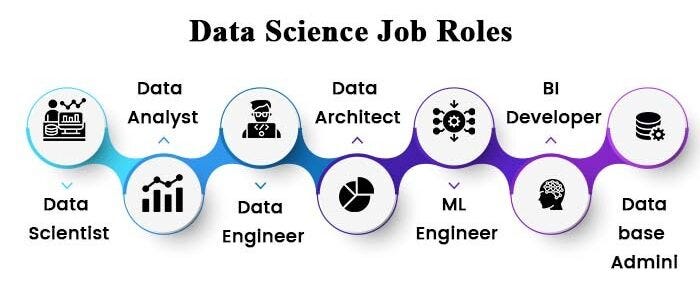 Data Science Job Roles
Data
Scientist
Data
Analyst
Data
Engineer
Data
Architect
ML
Engineer
BI
Developer
Data
base
Admini